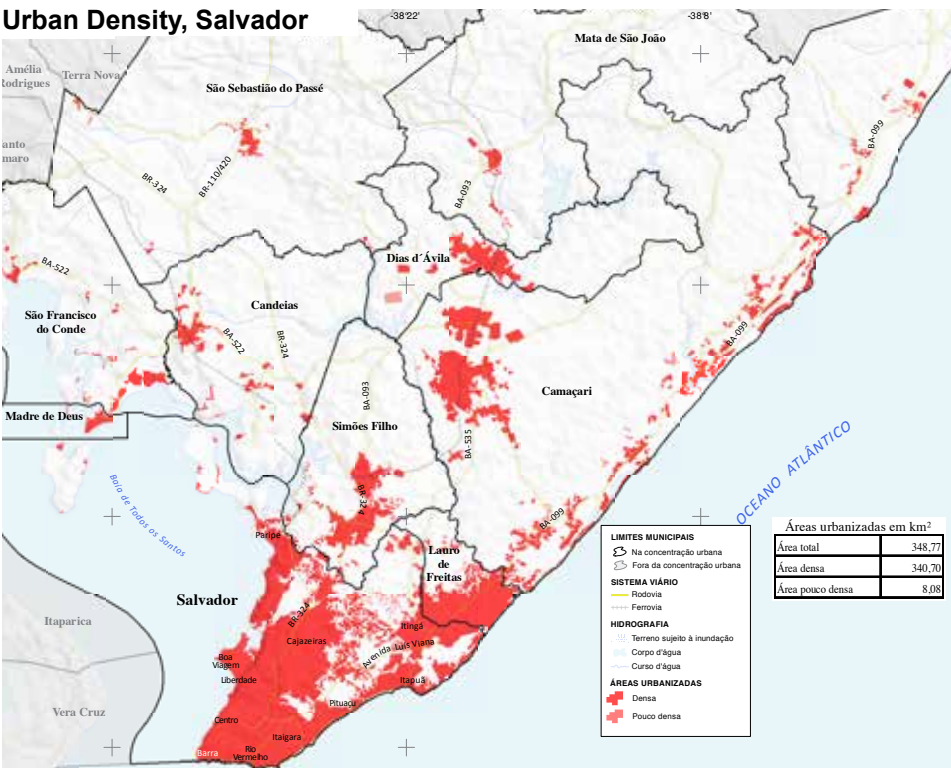 Urban Density, Salvador
-38°22'
-38°8'
Mata de São João
Amélia
Rodrigues
Terra Nova
São Sebastião do Passé
BA-099
anto
maro
BR-324
BR-110/420
BA-093
BA-522
Dias d´Ávila
São Francisco
do Conde
Candeias
BA-522
BR-324
BA-099
BA-093
Camaçari
Madre de Deus
Simões Filho
BA-535
OCEANO ATLÂNTICO
Baía de Todos os Santos
BR-324
BA-099
Paripe
Lauro
de
Freitas
Salvador
BR-324
Itaparica
Itinga
Cajazeiras
Avenida Luís Viana
Boa
Viagem
Liberdade
Itapuã
Pituaçu
Vera Cruz
Centro
Itaigara
Barra
Rio
Vermelho
LIMITES MUNICIPAIS
Na concentração urbana
Fora da concentração urbana
SISTEMA VIÁRIO
Rodovia
Ferrovia
HIDROGRAFIA
Terreno sujeito à inundação
Corpo d'água
Curso d'água
ÁREAS URBANIZADAS
Densa
Pouco densa
Áreas urbanizadas em km²
Área total 348,77
Área densa 340,70
Área pouco densa 8,08